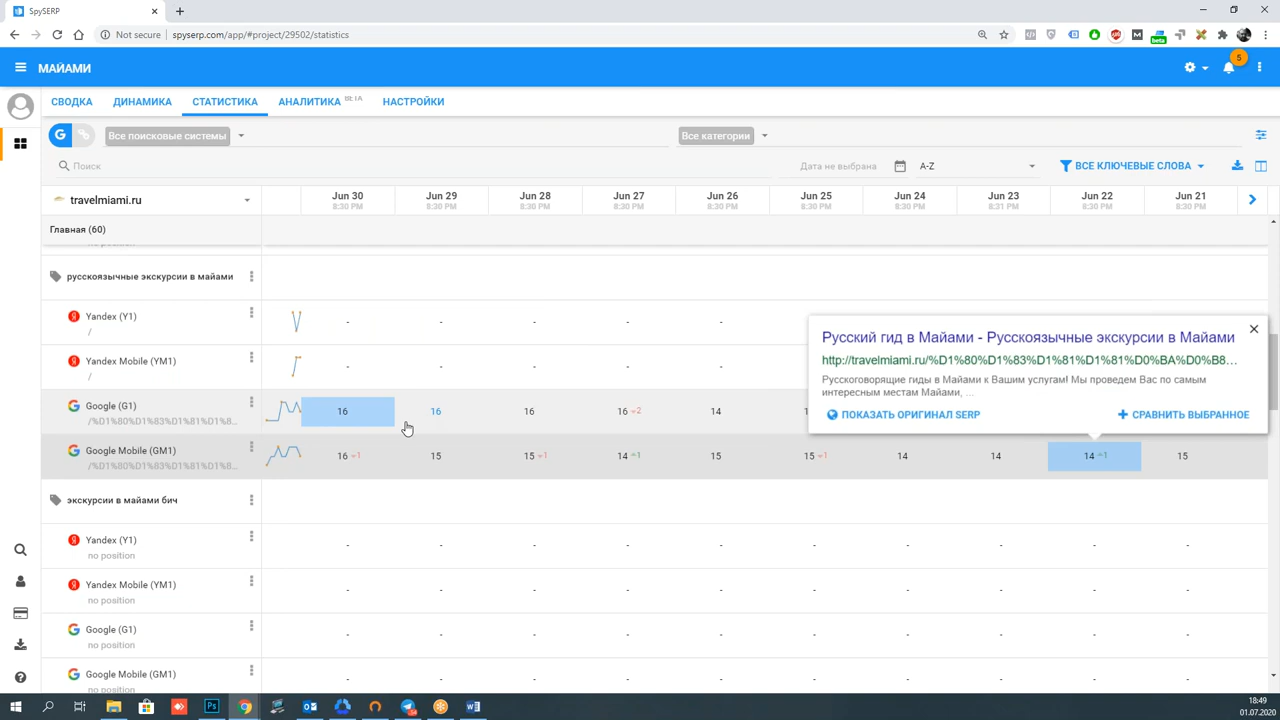 SpySERP
Not secure | spyserp.com/app/#project/29502/statistics
beta
МАЙАМИ
5
СВОДКА ДИНАМИКА СТАТИСТИКА АНАЛИТИКА BETA НАСТРОЙКИ
G Все поисковые системы Все категории
Поиск Дата не выбрана A-Z ВСЕ КЛЮЧЕВЫЕ СЛОВА
travelmiami.ru Jun 30 Jun 29 Jun 28 Jun 27 Jun 26 Jun 25 Jun 24 Jun 23 Jun 22 Jun 21
8:30 PM 8:30 PM 8:30 PM 8:30 PM 8:30 PM 8:30 PM 8:30 PM 8:31 PM 8:30 PM 8:30 PM
Главная (60)
no position
русскоязычные экскурсии в майами
Yandex (Y1) - - - - -
/
Yandex Mobile (YM1) - - - - -
/
Русский гид в Майами - Русскоязычные экскурсии в Майами
http://travelmiami.ru/%D1%80%D1%83%D1%81%D1%81%D0%BA%D0%B8...
Русскоговорящие гиды в Майами к Вашим услугам! Мы проведем Вас по самым
интересным местам Майами, ...
ПОКАЗАТЬ ОРИГИНАЛ SERP СРАВНИТЬ ВЫБРАННОЕ
Google (G1) 16 16 16 16 2 14
/%D1%80%D1%83%D1%81%D1%8...
Google Mobile (GM1) 16 1 15 15 1 14 1 15 15 1 14 14 14 1 15
/%D1%80%D1%83%D1%81%D1%8...
экскурсии в майами бич
Yandex (Y1) - - - - - - - - - -
no position
Yandex Mobile (YM1) - - - - - - - - - -
no position
Google (G1) - - - - - - - - - -
no position
Google Mobile (GM1) - - - - - - - - - -
no position
18:49
01.07.2020